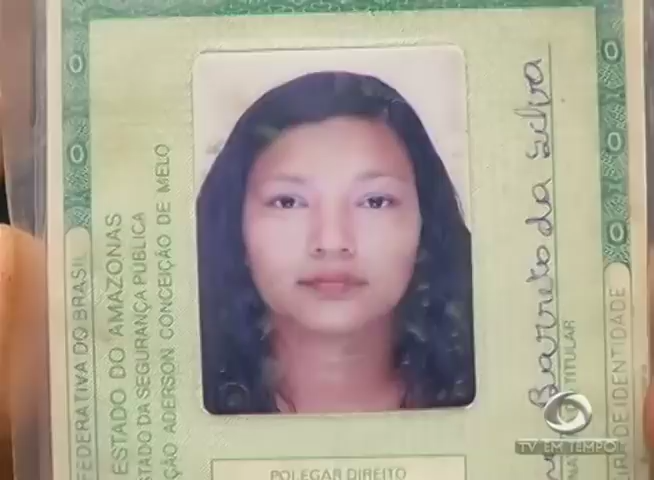 FEDERATIVA DO BRASIL
ESTADO DO AMAZONAS
STADO DA SEGURANÇA PUBLICA
ÇÃO ADERSON CONCEIÇÃO DE MELO
POLEGAR DIREITO
Barreto da Silva
TITULAR
DE IDENTIDADE
TV EM TEMPO